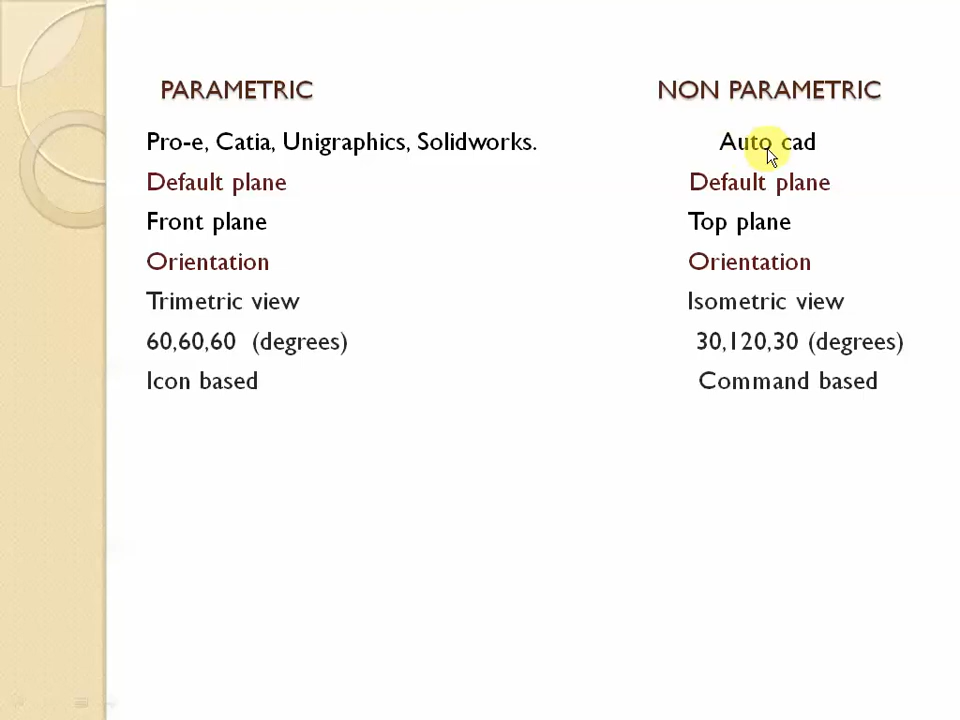 PARAMETRIC NON PARAMETRIC
Pro-e, Catia, Unigraphics, Solidworks. Auto cad
Default plane Default plane
Front plane Top plane
Orientation Orientation
Trimetric view Isometric view
60,60,60 (degrees) 30,120,30 (degrees)
Icon based Command based